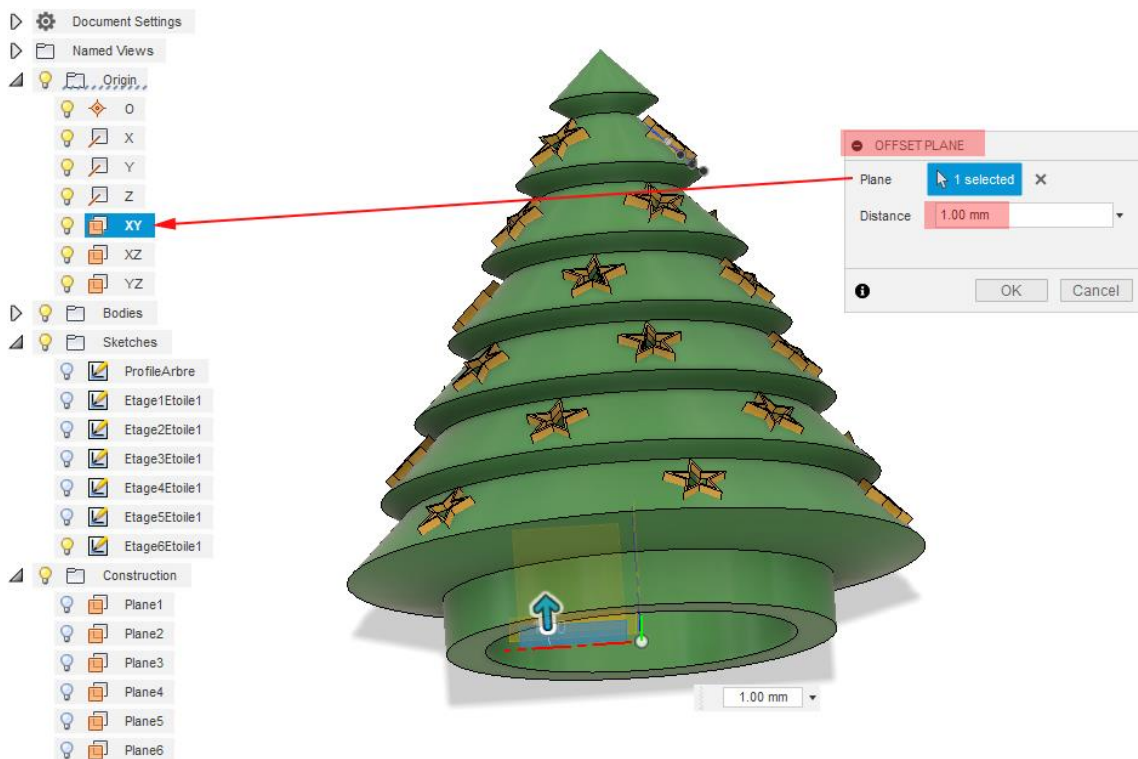 Document Settings
Named Views
Origin
O
X
Y
Z
XY
XZ
YZ
Bodies
Sketches
ProfileArbre
Etage1Etoile1
Etage2Etoile1
Etage3Etoile1
Etage4Etoile1
Etage5Etoile1
Etage6Etoile1
Construction
Plane1
Plane2
Plane3
Plane4
Plane5
Plane6
OFFSET PLANE
Plane 1 selected
Distance 1.00 mm
OK Cancel
1.00 mm